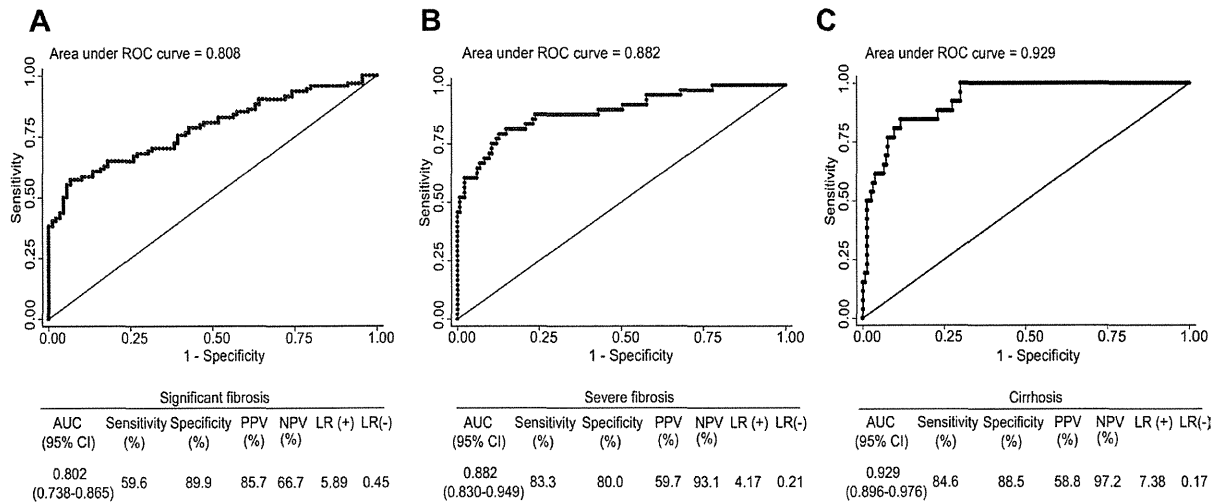 A
Area under ROC curve = 0.808
Sensitivity
1.00
0.75
0.50
0.25
0.00
0.00 0.25 0.50 0.75 1.00
1 - Specificity
Significant fibrosis
AUC (95% CI) Sensitivity (%) Specificity (%) PPV (%) NPV (%) LR (+) LR(-)
0.802 (0.738-0.865) 59.6 89.9 85.7 66.7 5.89 0.45
B
Area under ROC curve = 0.882
Sensitivity
1.00
0.75
0.50
0.25
0.00
0.00 0.25 0.50 0.75 1.00
1 - Specificity
Severe fibrosis
AUC (95% CI) Sensitivity (%) Specificity (%) PPV (%) NPV (%) LR (+) LR(-)
0.882 (0.830-0.949) 83.3 80.0 59.7 93.1 4.17 0.21
C
Area under ROC curve = 0.929
Sensitivity
1.00
0.75
0.50
0.25
0.00
0.00 0.25 0.50 0.75 1.00
1 - Specificity
Cirrhosis
AUC (95% CI) Sensitivity (%) Specificity (%) PPV (%) NPV (%) LR (+) LR(-)
0.929 (0.896-0.976) 84.6 88.5 58.8 97.2 7.38 0.17